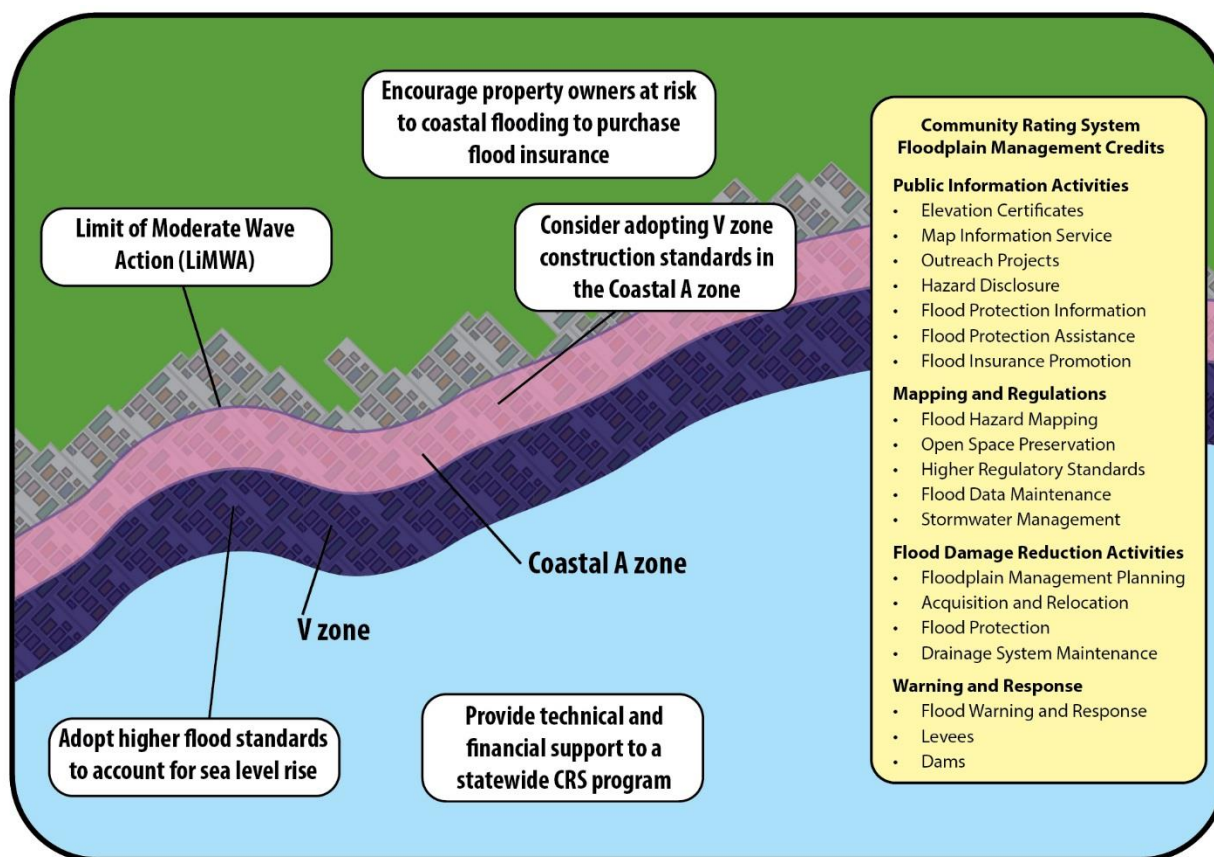 Encourage property owners at risk
to coastal flooding to purchase
flood insurance
Limit of Moderate Wave
Action (LiMWA)
Consider adopting V zone
construction standards in
the Coastal A zone
Coastal A zone
V zone
Adopt higher flood standards
to account for sea level rise
Provide technical and
financial support to a
statewide CRS program
Community Rating System
Floodplain Management Credits
Public Information Activities
• Elevation Certificates
• Map Information Service
• Outreach Projects
• Hazard Disclosure
• Flood Protection Information
• Flood Protection Assistance
• Flood Insurance Promotion
Mapping and Regulations
• Flood Hazard Mapping
• Open Space Preservation
• Higher Regulatory Standards
• Flood Data Maintenance
• Stormwater Management
Flood Damage Reduction Activities
• Floodplain Management Planning
• Acquisition and Relocation
• Flood Protection
• Drainage System Maintenance
Warning and Response
• Flood Warning and Response
• Levees
• Dams